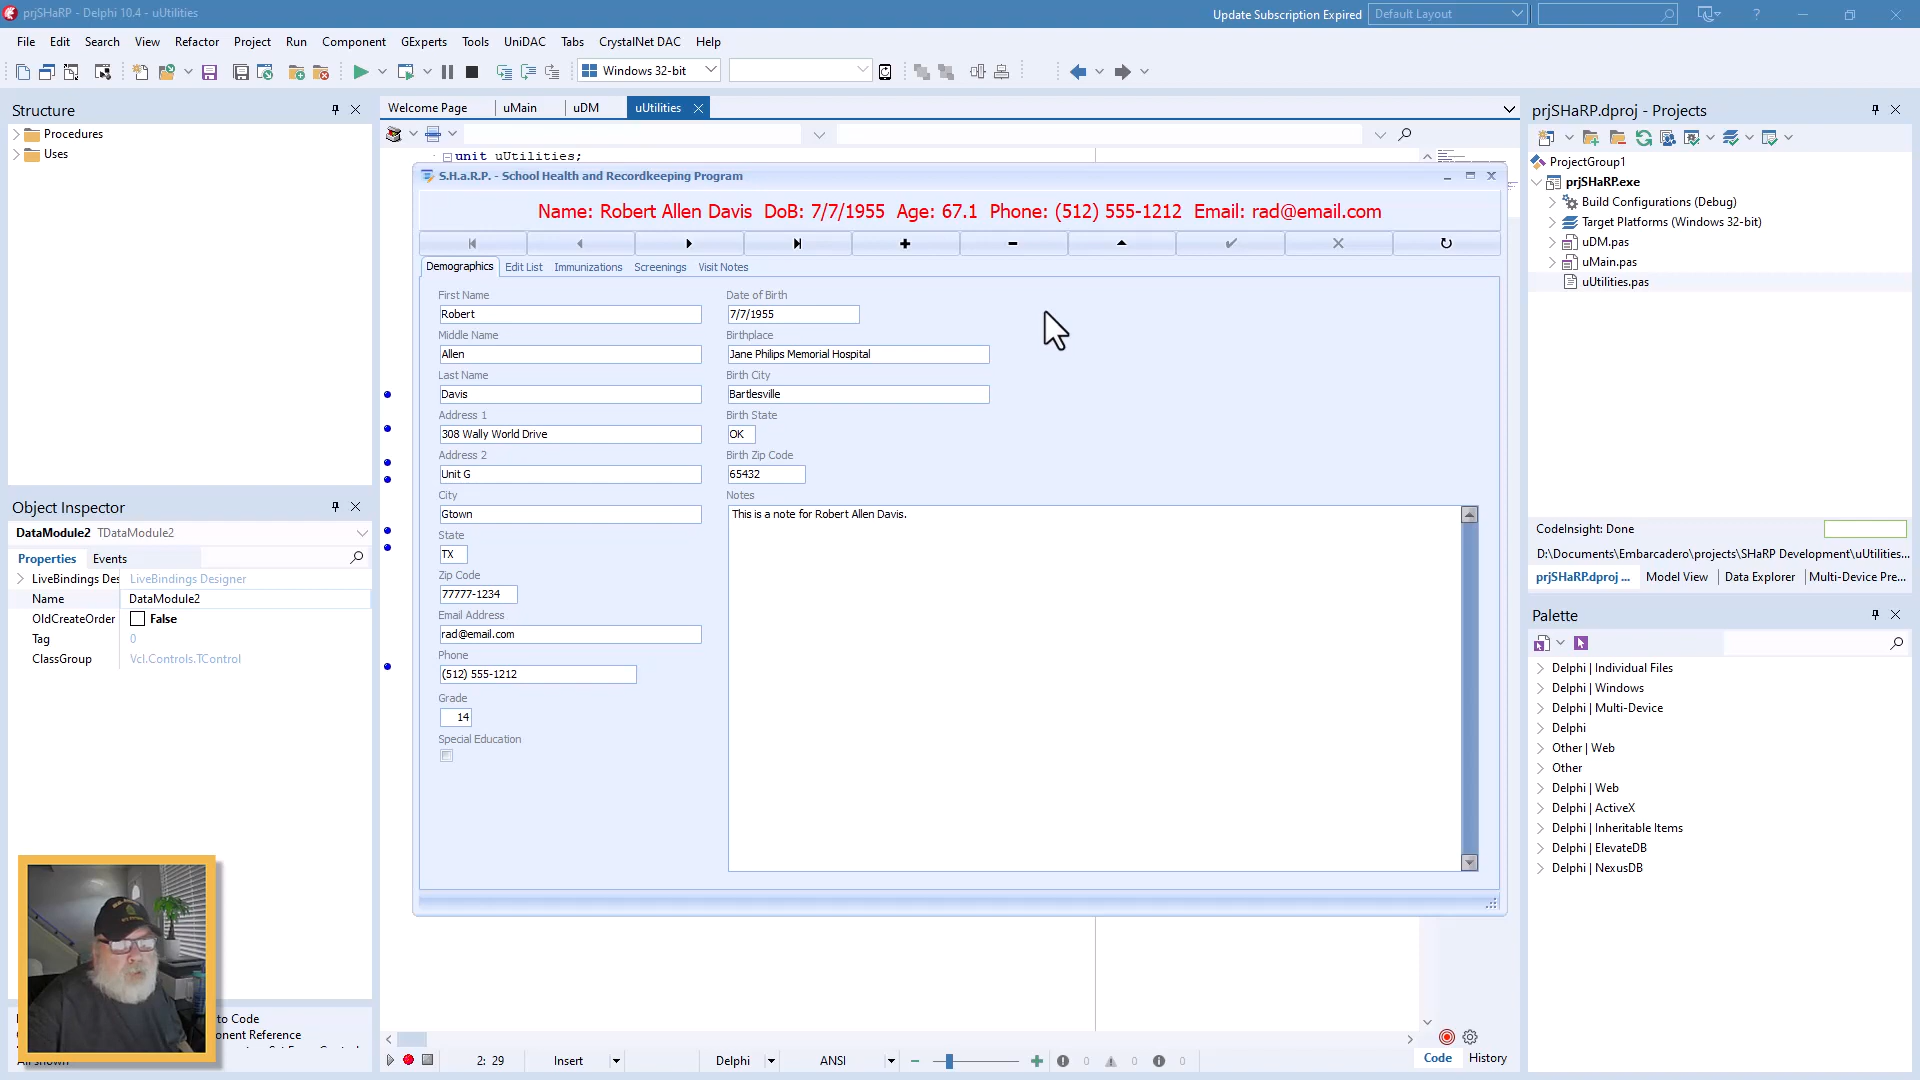 prjSHaRP - Delphi 10.4 - uUtilities
Update Subscription Expired
Default Layout
File Edit Search View Refactor Project Run Component GExperts Tools UniDAC Tabs CrystalNet DAC Help
Windows 32-bit
Structure
Procedures
Uses
Welcome Page uMain uDM uUtilities
unit uUtilities;
S.H.a.R.P. - School Health and Recordkeeping Program
Name: Robert Allen Davis DoB: 7/7/1955 Age: 67.1 Phone: (512) 555-1212 Email: rad@email.com
Demographics Edit List Immunizations Screenings Visit Notes
First Name
Robert
Middle Name
Allen
Last Name
Davis
Address 1
308 Wally World Drive
Address 2
Unit G
City
Gtown
State
TX
Zip Code
77777-1234
Email Address
rad@email.com
Phone
(512) 555-1212
Grade
14
Special Education
Date of Birth
7/7/1955
Birthplace
Jane Philips Memorial Hospital
Birth City
Bartlesville
Birth State
OK
Birth Zip Code
65432
Notes
This is a note for Robert Allen Davis.
Object Inspector
DataModule2 TDataModule2
Properties Events
LiveBindings Des LiveBindings Designer
Name DataModule2
OldCreateOrder False
Tag 0
ClassGroup Vcl.Controls.TControl
to Code
onent Reference
All shown
2: 29
Insert
Delphi
ANSI
0 0 0
Code History
prjSHaRP.dproj - Projects
ProjectGroup1
prjSHaRP.exe
Build Configurations (Debug)
Target Platforms (Windows 32-bit)
uDM.pas
uMain.pas
uUtilities.pas
CodeInsight: Done
D:\Documents\Embarcadero\projects\SHaRP Development\uUtilities...
prjSHaRP.dproj ... Model View Data Explorer Multi-Device Pre...
Palette
Delphi | Individual Files
Delphi | Windows
Delphi | Multi-Device
Delphi
Other | Web
Other
Delphi | Web
Delphi | ActiveX
Delphi | Inheritable Items
Delphi | ElevateDB
Delphi | NexusDB